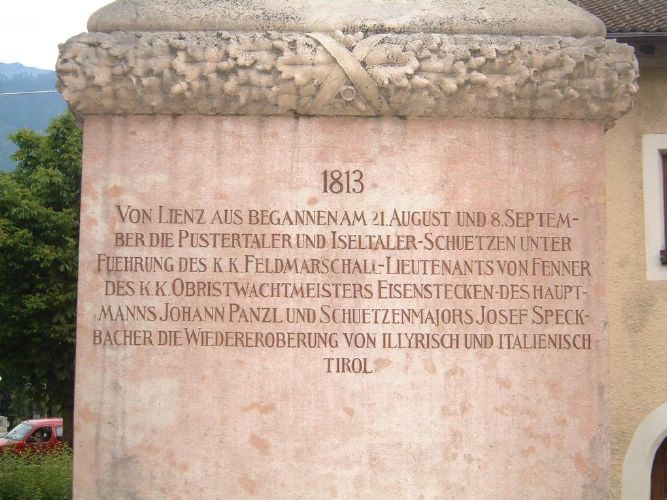 1813
VON LIENZ AUS BEGANNEN AM 21. AUGUST UND 8. SEPTEM-
BER DIE PUSTERTALER UND ISELTALER-SCHUETZEN UNTER
FUEHRUNG DES K.K. FELDMARSCHALL-LIEUTENANTS VON FENNER
DES K.K. OBRISTWACHTMEISTERS EISENSTECKEN-DES HAUPT-
MANNS JOHANN PANZL UND SCHUETZENMAJORS JOSEF SPECK-
BACHER DIE WIEDEREROBERUNG VON ILLYRISCH UND ITALIENISCH
TIROL